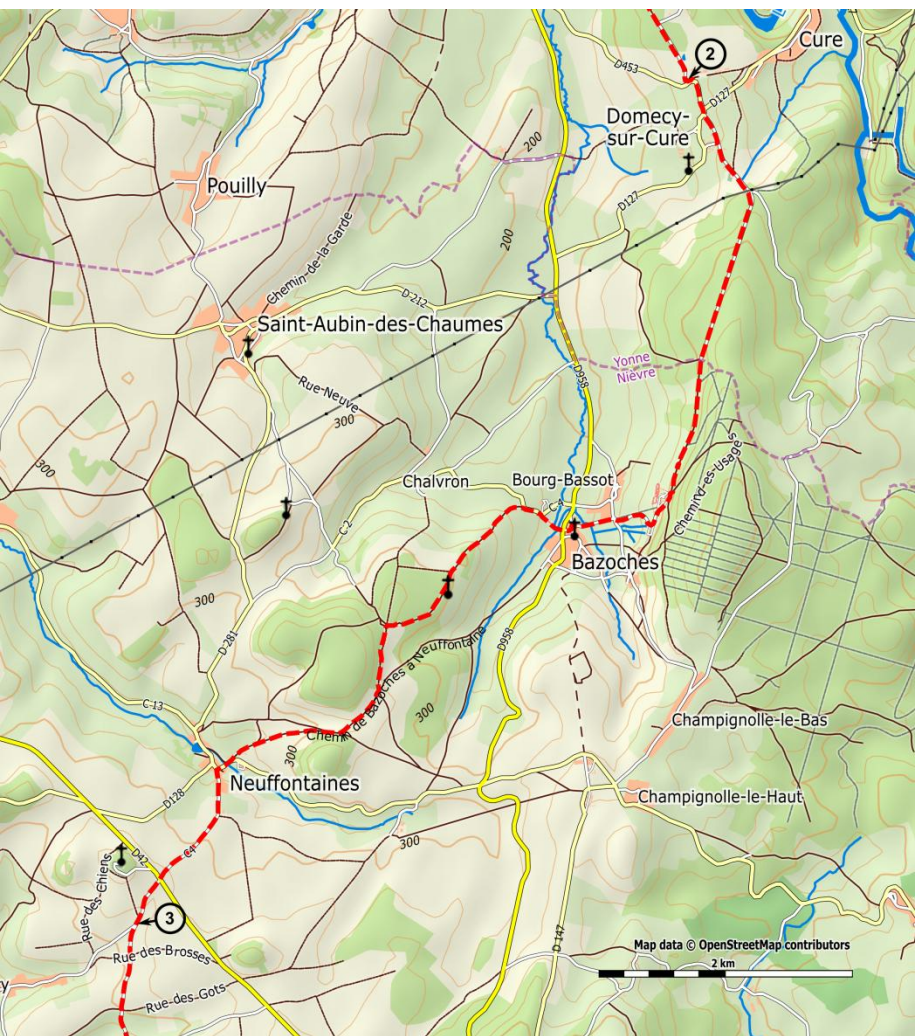 Cure
2
D453
D127
Domecy-
sur-Cure
200
Pouilly
D127
200
Chemin-de-la-Garde
D 212
Saint-Aubin-des-Chaumes
Yonne
Nièvre
D958
Rue-Neuve
300
300
Chalvron
Bourg-Bassot
Chemin d es-Usages
C-2
Bazoches
300
D-281
Chemin de Bazoches à Neuffontaine
D958
300
C-13
300
Champignolle-le-Bas
Neuffontaines
D128
Champignolle-le-Haut
300
D42
C4
Rue-des-Chiens
3
D 147
Map data © OpenStreetMap contributors
2 km
Rue-des-Brosses
Rue-des-Gots